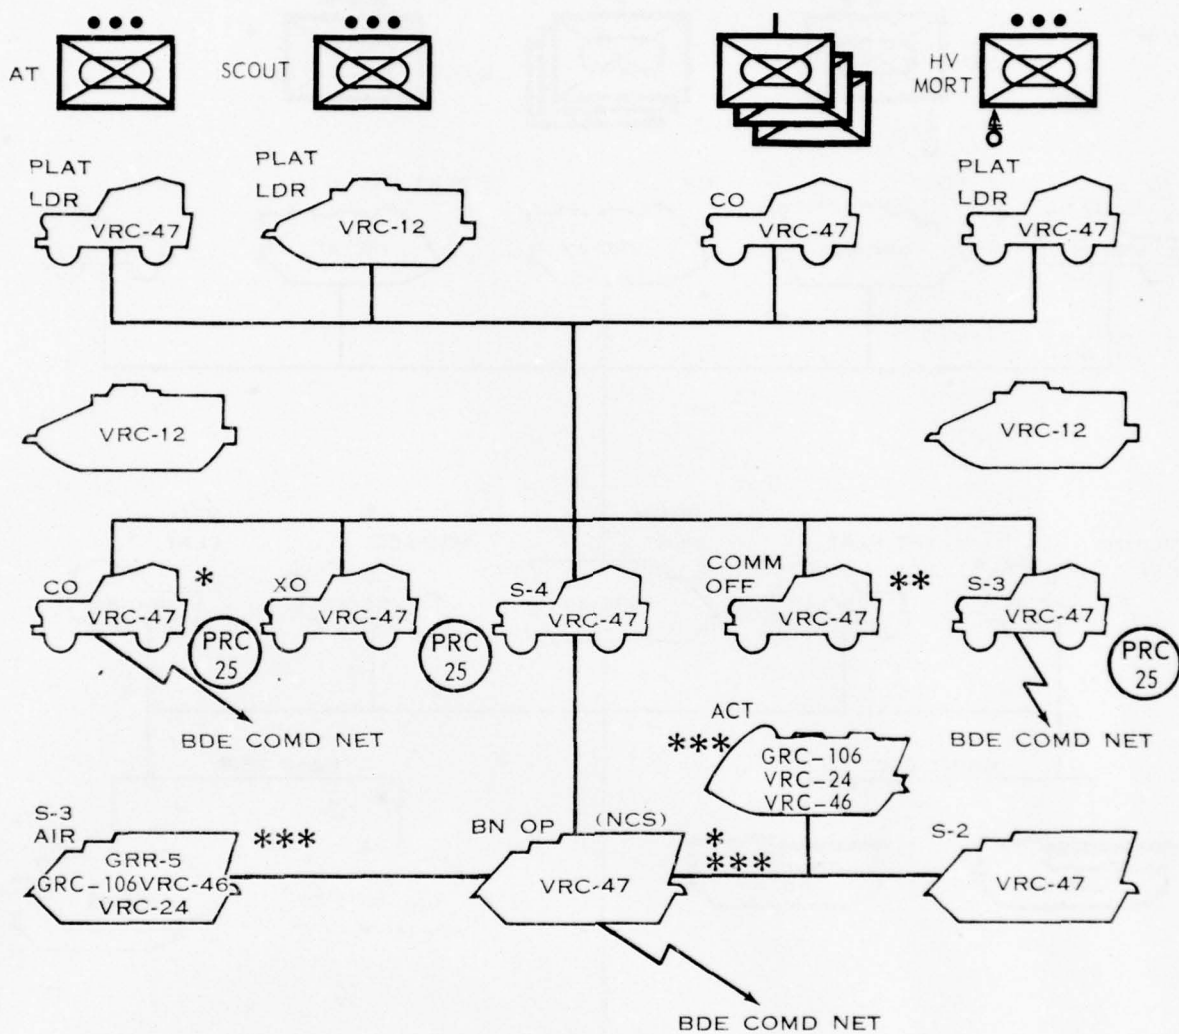 AT
SCOUT
HV
MORT
PLAT
LDR
VRC-47
PLAT
LDR
VRC-12
CO
VRC-47
PLAT
LDR
VRC-47
VRC-12
VRC-12
CO
*
VRC-47
PRC
25
XO
VRC-47
PRC
25
S-4
VRC-47
COMM
OFF
**
VRC-47
S-3
VRC-47
PRC
25
BDE COMD NET
BDE COMD NET
ACT
***
GRC-106
VRC-24
VRC-46
S-3
AIR
***
GRR-5
GRC-106VRC-46
VRC-24
BN OP (NCS)
*
***
VRC-47
S-2
VRC-47
BDE COMD NET